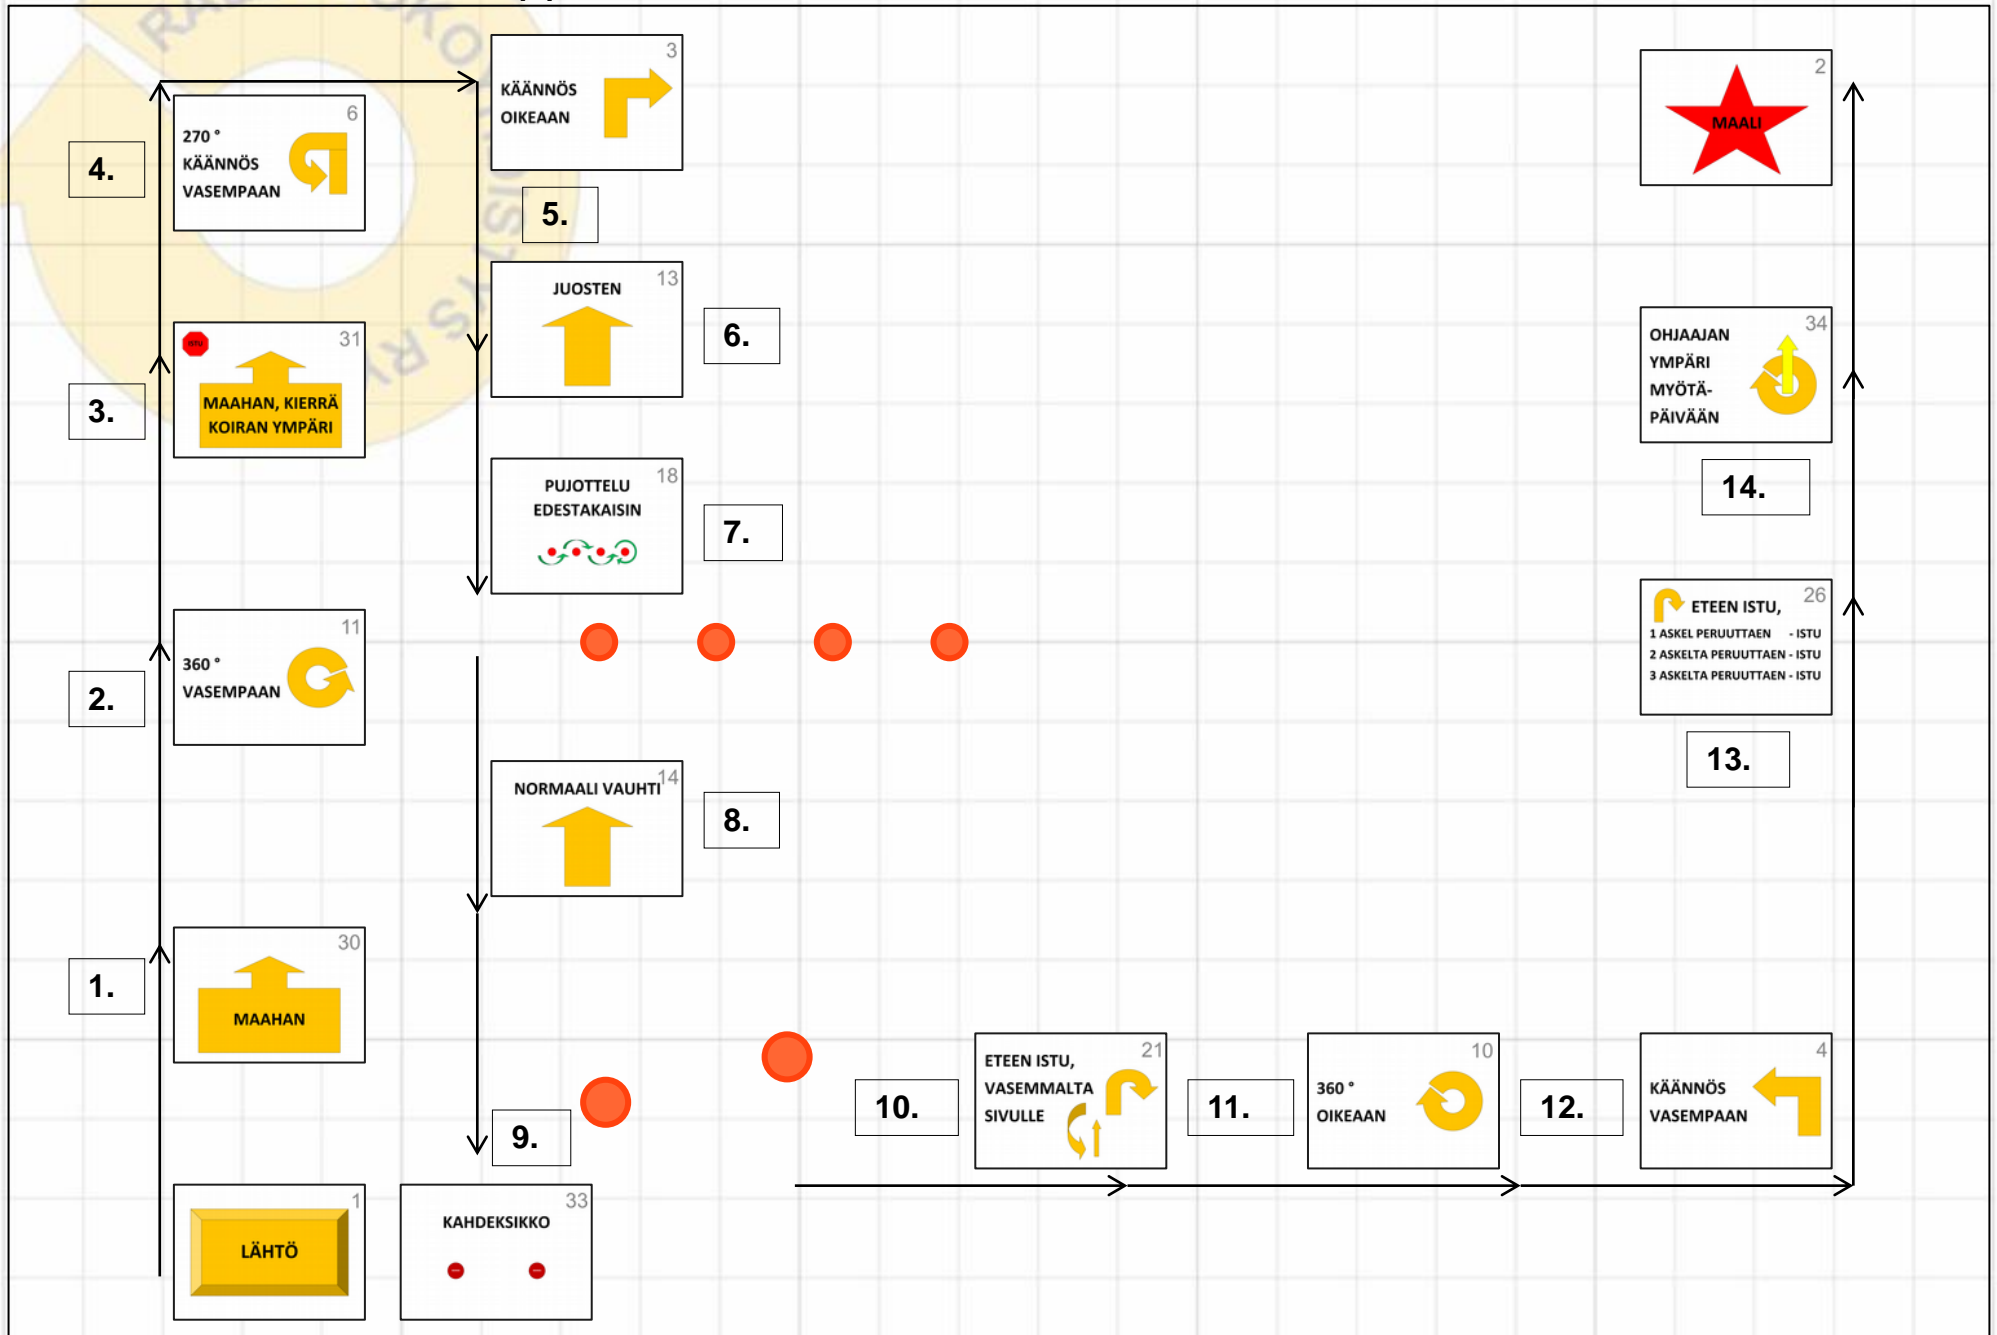 4.
6
270 °
KÄÄNNÖS
VASEMPAAN
3
KÄÄNNÖS
OIKEAAN
5.
2
MAALI
3.
ISTU
31
MAAHAN, KIERRÄ
KOIRAN YMPÄRI
13
JUOSTEN
6.
34
OHJAAJAN
YMPÄRI
MYÖTÄ-
PÄIVÄÄN
14.
18
PUJOTTELU
EDESTAKAISIN
7.
2.
11
360 °
VASEMPAAN
26
ETEEN ISTU,
1 ASKEL PERUUTTAEN - ISTU
2 ASKELTA PERUUTTAEN - ISTU
3 ASKELTA PERUUTTAEN - ISTU
13.
14
NORMAALI VAUHTI
8.
1.
30
MAAHAN
9.
10.
21
ETEEN ISTU,
VASEMMALTA
SIVULLE
11.
10
360 °
OIKEAAN
12.
4
KÄÄNNÖS
VASEMPAAN
1
LÄHTÖ
33
KAHDEKSIKKO